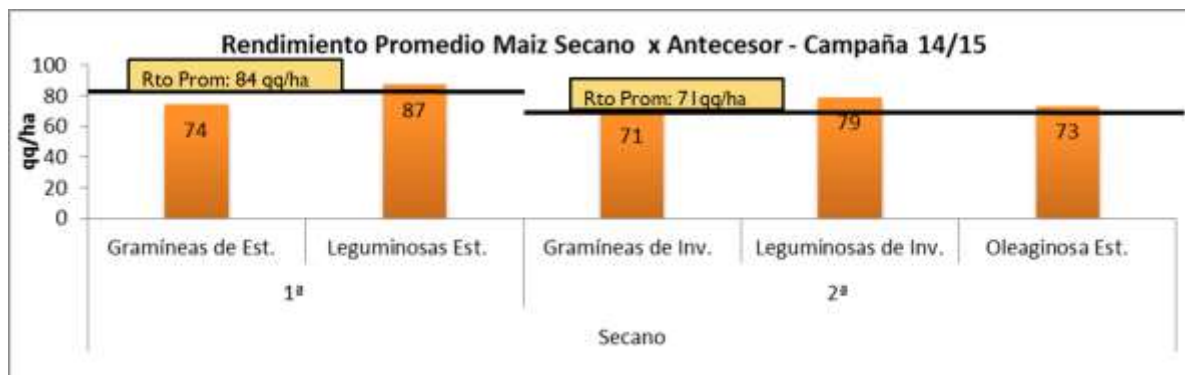 Rendimiento Promedio Maiz Secano x Antecesor - Campaña 14/15
qq/ha
100
80
60
40
20
0
Rto Prom: 84 qq/ha
Rto Prom: 71qq/ha
74
87
71
79
73
Gramíneas de Est.
Leguminosas Est.
Gramíneas de Inv.
Leguminosas de Inv.
Oleaginosa Est.
1ª
2ª
Secano